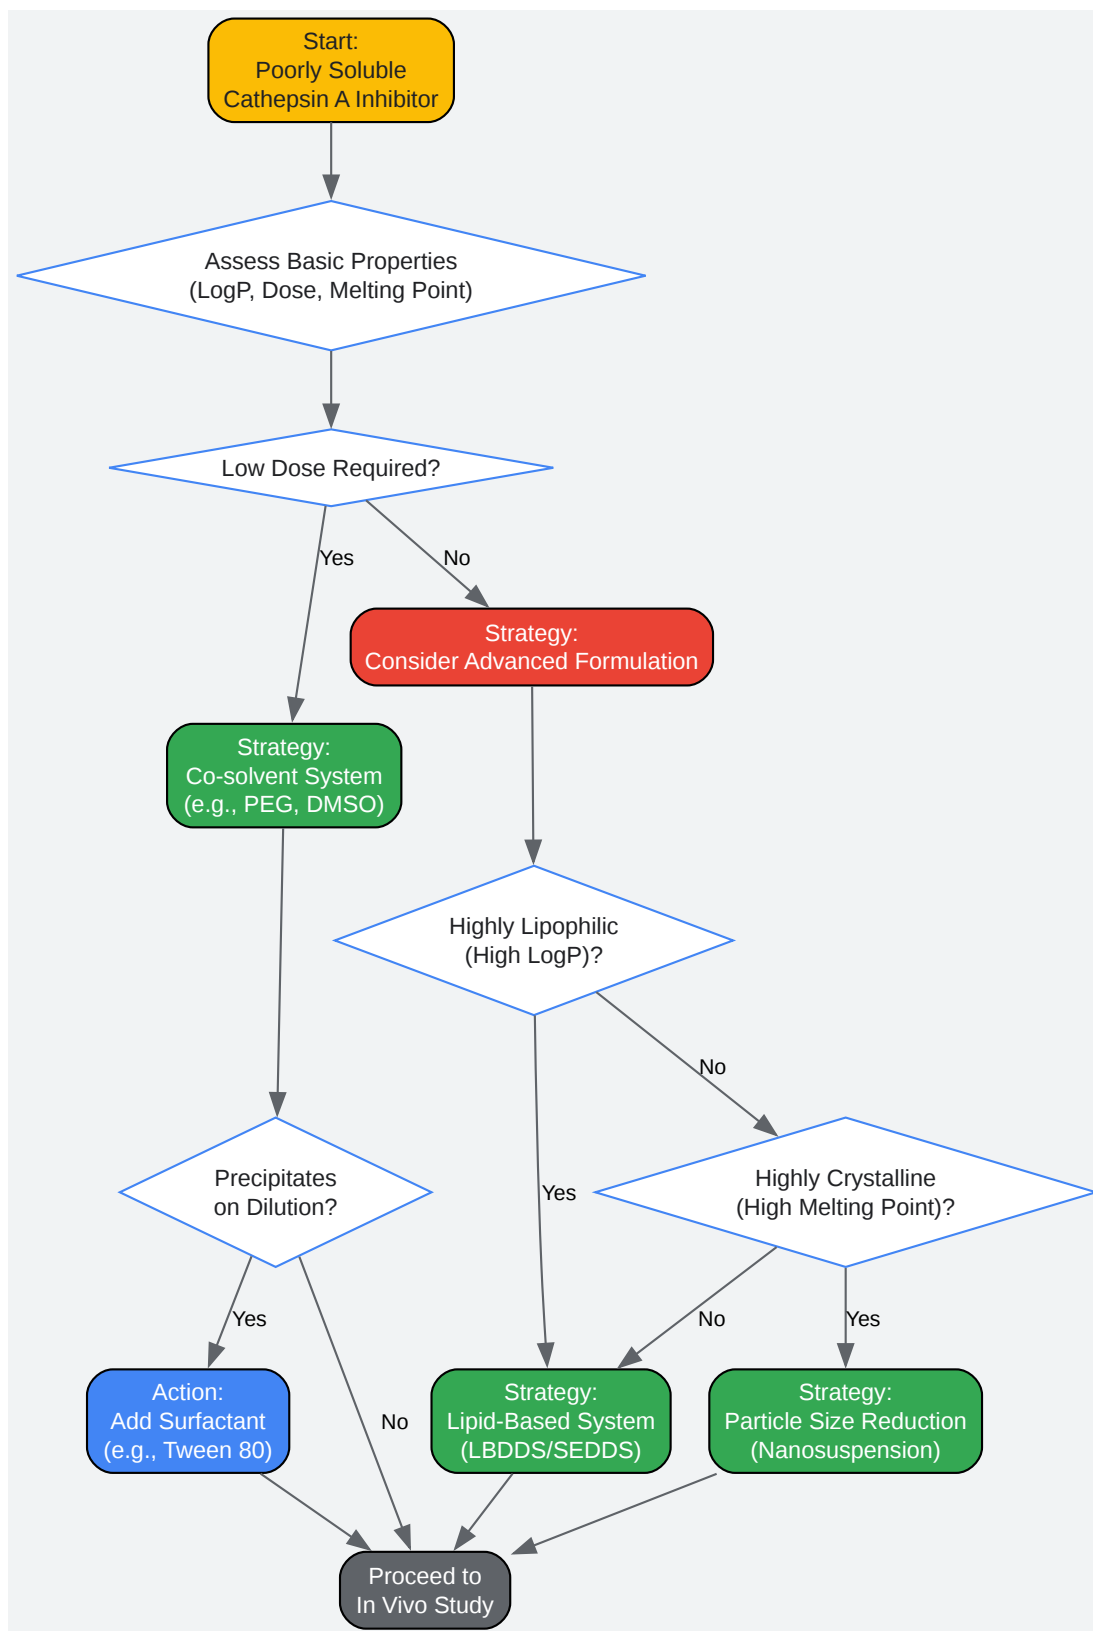 Start:
Poorly Soluble
Cathepsin A Inhibitor
Assess Basic Properties
(LogP, Dose, Melting Point)
Low Dose Required?
Yes
No
Strategy:
Consider Advanced Formulation
Strategy:
Co-solvent System
(e.g., PEG, DMSO)
Highly Lipophilic
(High LogP)?
No
Precipitates
on Dilution?
Yes
Highly Crystalline
(High Melting Point)?
Yes
No
Yes
Action:
Add Surfactant
(e.g., Tween 80)
No
Strategy:
Lipid-Based System
(LBDDS/SEDDS)
Strategy:
Particle Size Reduction
(Nanosuspension)
Proceed to
In Vivo Study